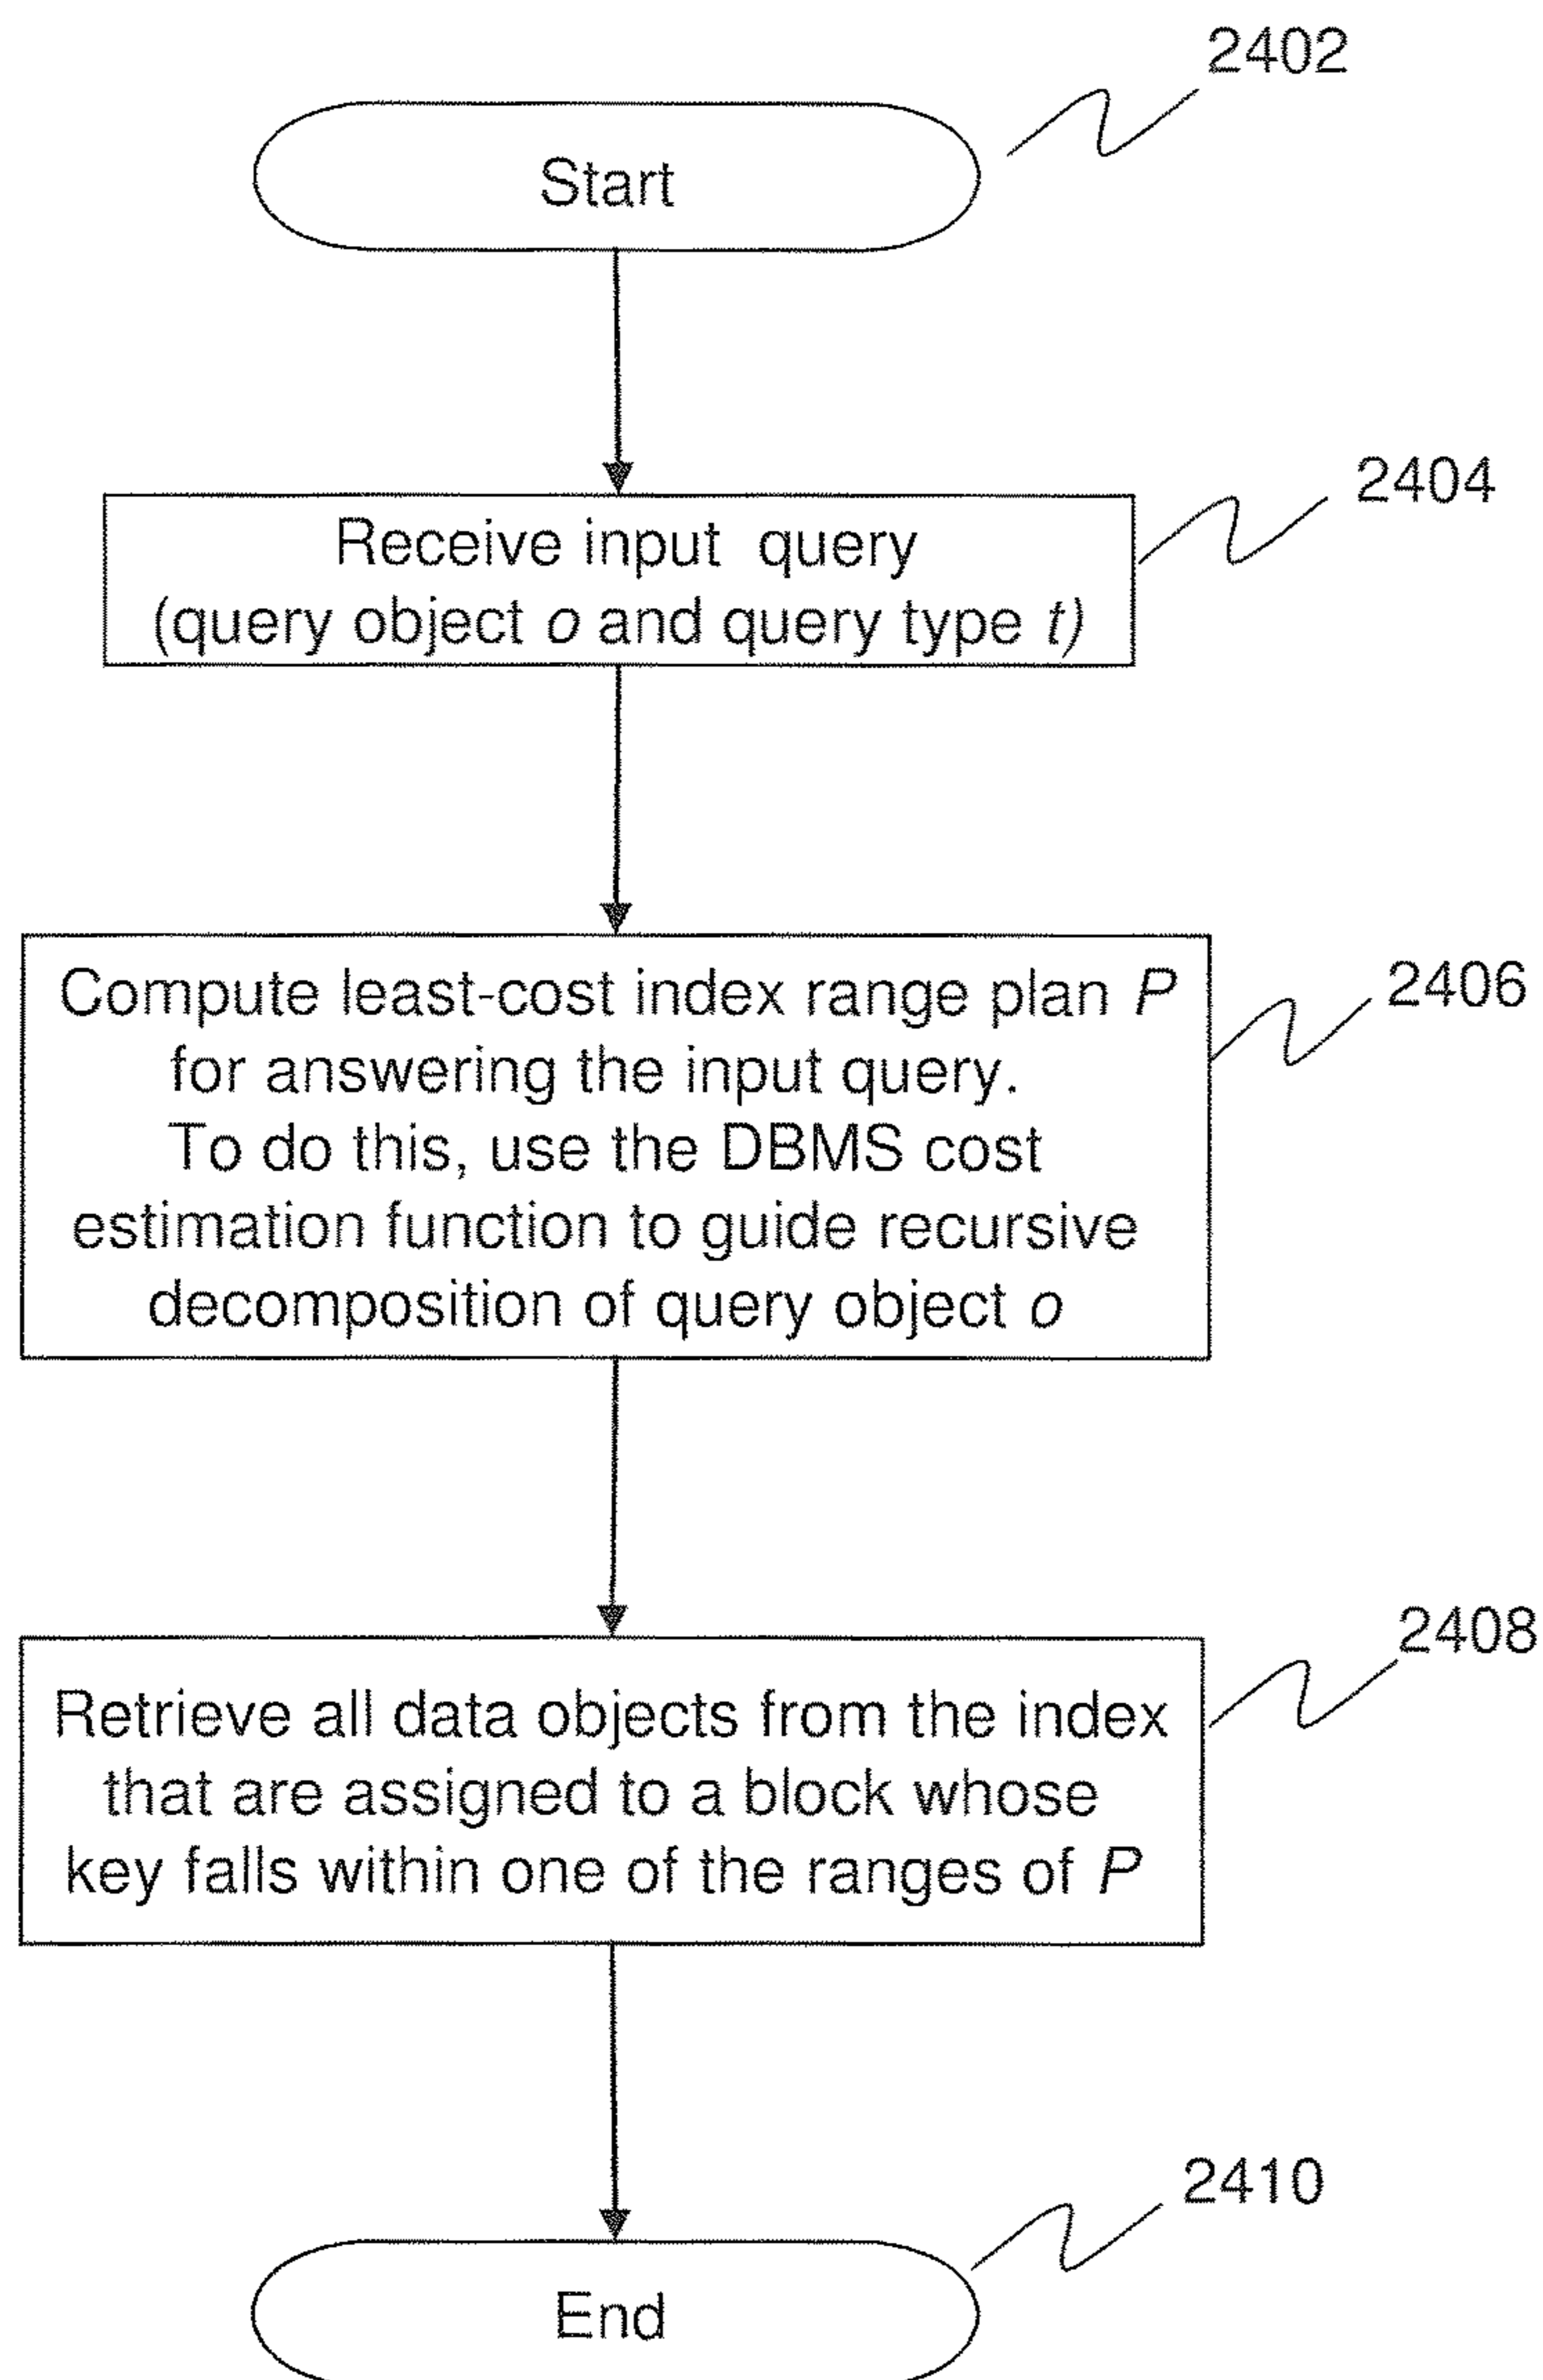 2402
Start
2404
Receive input query
(query object o and query type t)
2406
Compute least-cost index range plan P
for answering the input query.
To do this, use the DBMS cost
estimation function to guide recursive
decomposition of query object o
2408
Retrieve all data objects from the index
that are assigned to a block whose
key falls within one of the ranges of P
2410
End